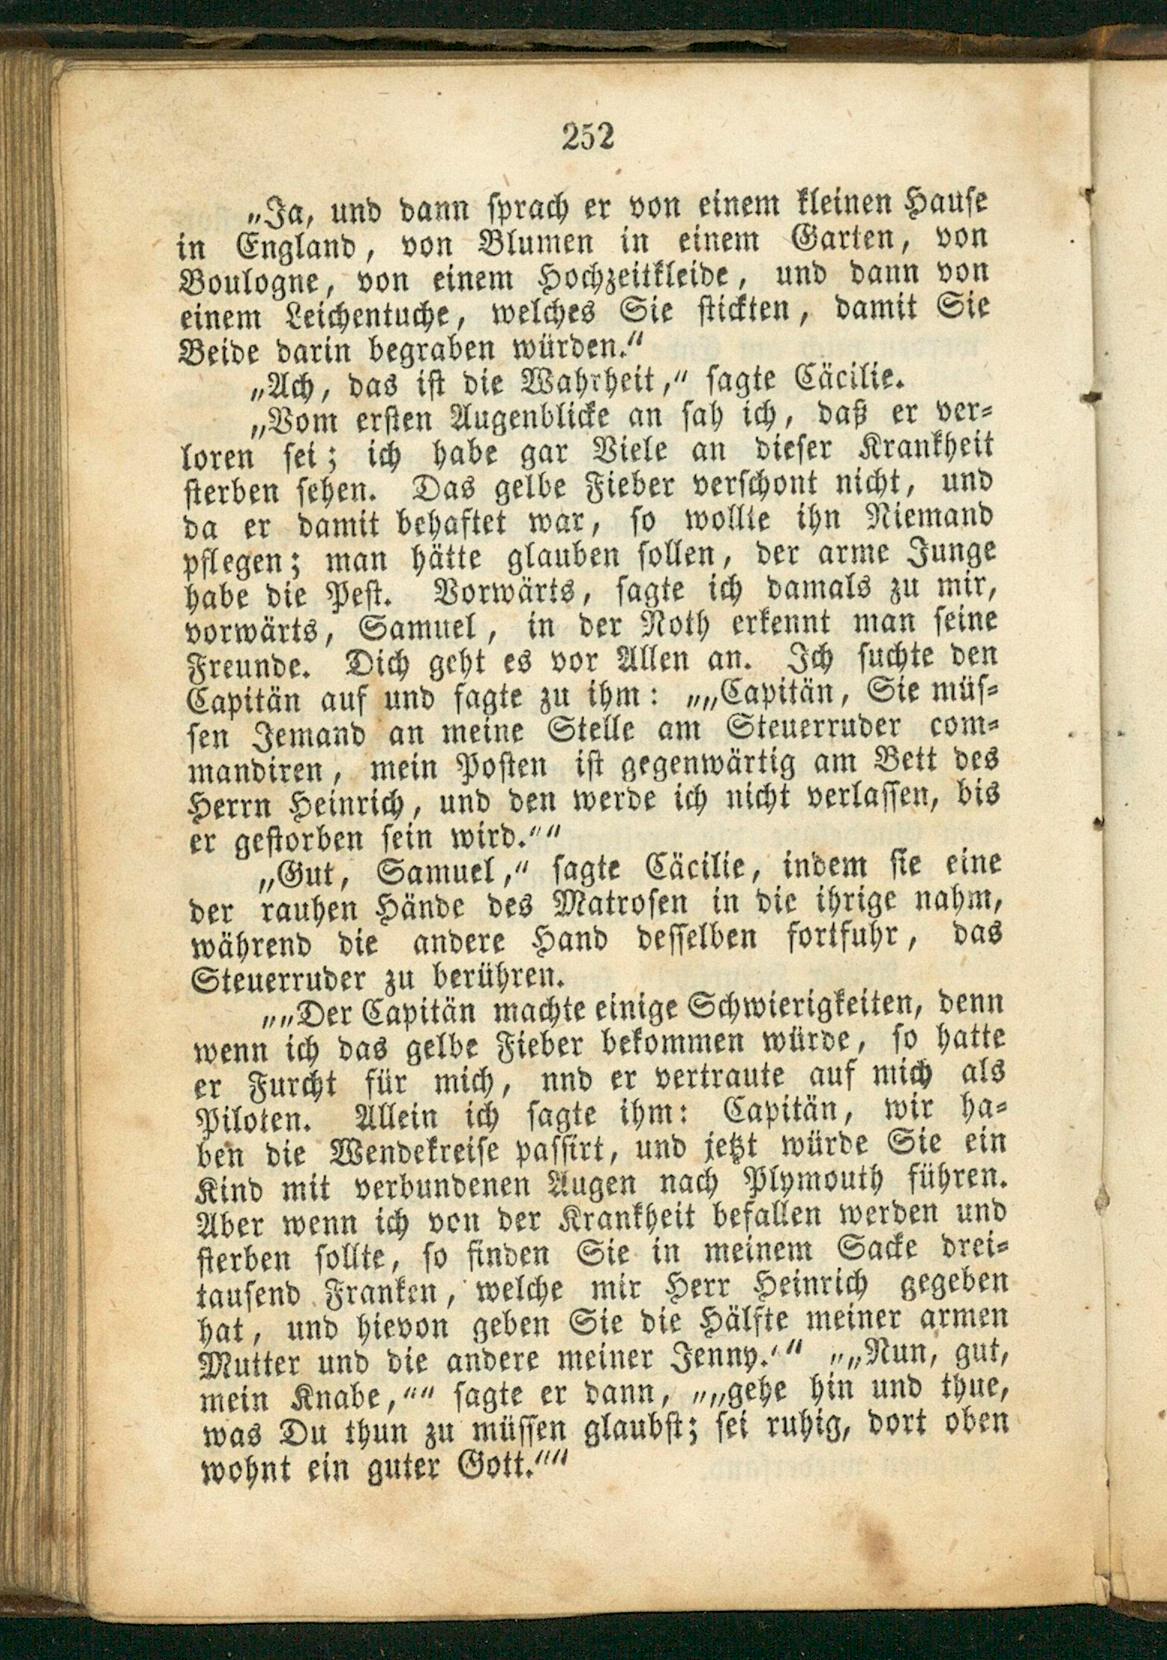 252
„Ja, und dann sprach er von einem kleinen Hause
in England, von Blumen in einem Garten, von
Boulogne, von einem Hochzeitkleide, und dann von
einem Leichentuche, welches Sie stickten, damit Sie
Beide darin begraben würden.“
„Ach, das ist die Wahrheit,“ sagte Cäcilie.
„Vom ersten Augenblicke an sah ich, daß er ver-
loren sei; ich habe gar Viele an dieser Krankheit
sterben sehen. Das gelbe Fieber verschont nicht, und
da er damit behaftet war, so wollte ihn Niemand
pflegen; man hätte glauben sollen, der arme Junge
habe die Pest. Vorwärts, sagte ich damals zu mir,
vorwärts, Samuel, in der Noth erkennt man seine
Freunde. Dich geht es vor Allen an. Ich suchte den
Capitän auf und sagte zu ihm: „„Capitän, Sie müs-
sen Jemand an meine Stelle am Steuerruder com-
mandiren, mein Posten ist gegenwärtig am Bett des
Herrn Heinrich, und den werde ich nicht verlassen, bis
er gestorben sein wird.““
„Gut, Samuel,“ sagte Cäcilie, indem sie eine
der rauhen Hände des Matrosen in die ihrige nahm,
während die andere Hand desselben fortfuhr, das
Steuerruder zu berühren.
„„Der Capitän machte einige Schwierigkeiten, denn
wenn ich das gelbe Fieber bekommen würde, so hatte
er Furcht für mich, nnd er vertraute auf mich als
Piloten. Allein ich sagte ihm: Capitän, wir ha-
ben die Wendekreise passirt, und jetzt würde Sie ein
Kind mit verbundenen Augen nach Plymouth führen.
Aber wenn ich von der Krankheit befallen werden und
sterben sollte, so finden Sie in meinem Sacke drei-
tausend Franken, welche mir Herr Heinrich gegeben
hat, und hievon geben Sie die Hälfte meiner armen
Mutter und die andere meiner Jenny.‘“ „„Nun, gut,
mein Knabe,““ sagte er dann, „„gehe hin und thue,
was Du thun zu müssen glaubst; sei ruhig, dort oben
wohnt ein guter Gott.““